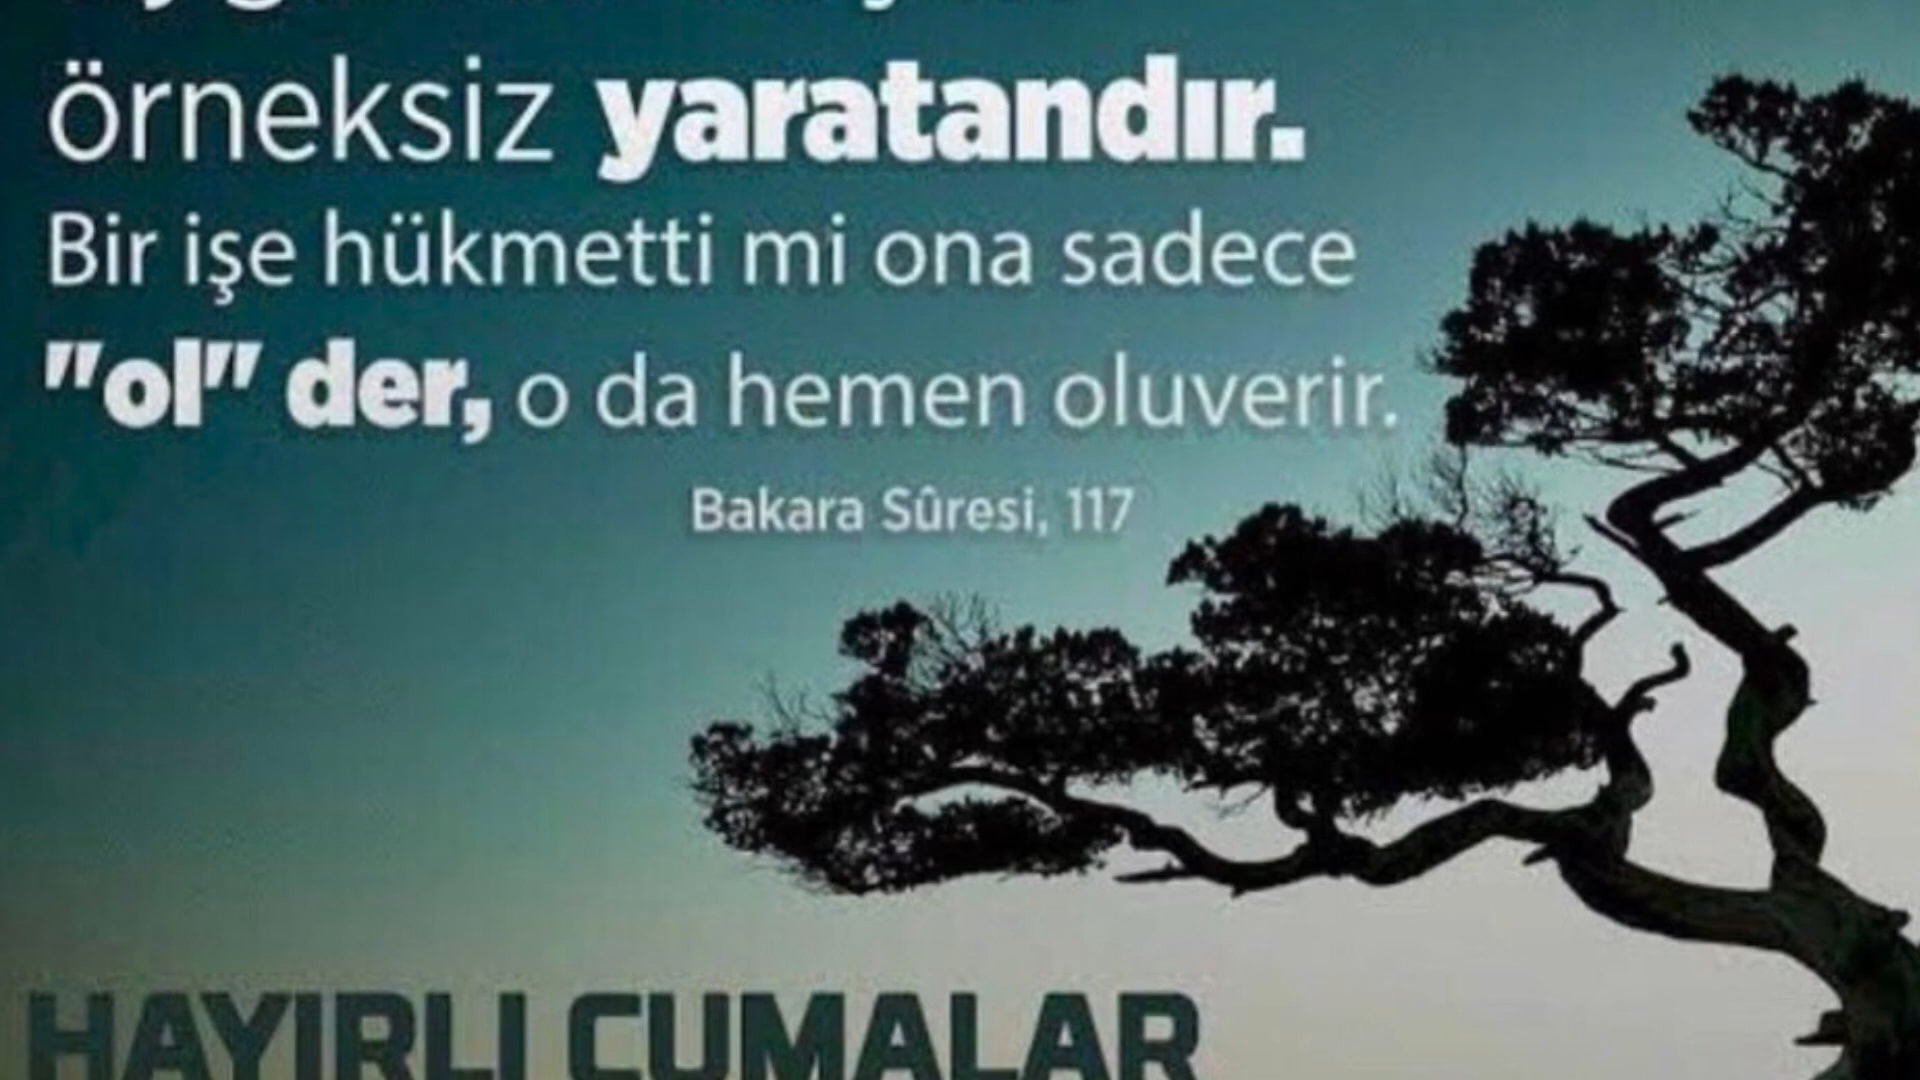 örneksiz yaratandır.
Bir işe hükmetti mi ona sadece
"ol" der, o da hemen oluverir.
Bakara Sûresi, 117
HAYIRLI CUMALAR